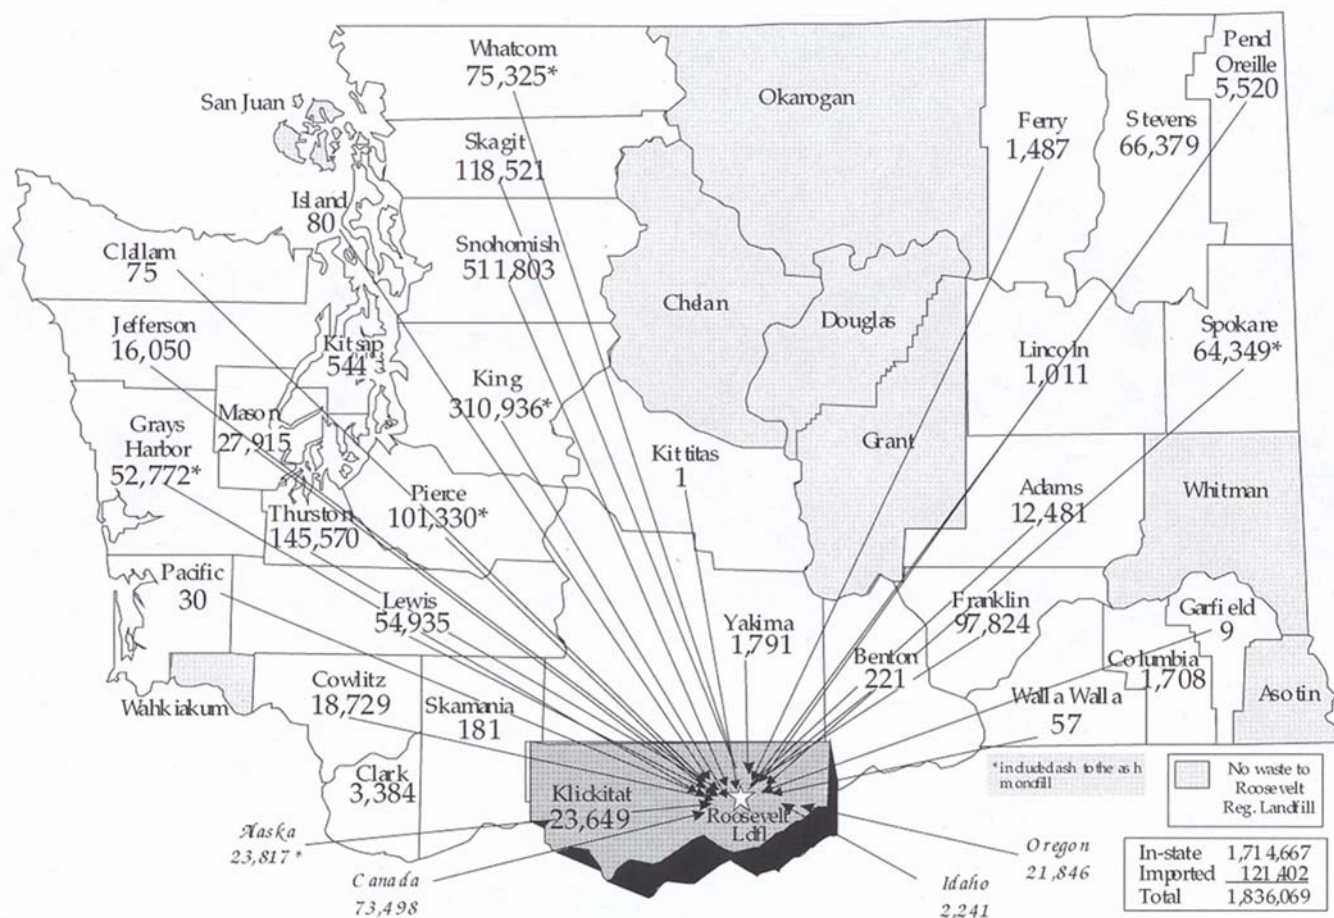 Whatcom
75,325*
Okanogan
Pend
Oreille
5,520
San Juan
Ferry
1,487
Stevens
66,379
Skagit
118,521
Island
80
Clallam
75
Snohomish
511,803
Chelan
Douglas
Jefferson
16,050
Kitsap
544
Lincoln
1,011
Spokane
64,349*
King
310,936*
Mason
27,915
Grays
Harbor
52,772*
Grant
Kittitas
1
Adams
12,481
Whitman
Pierce
101,330*
Thurston
145,570
Pacific
30
Lewis
54,935
Yakima
1,791
Franklin
97,824
Garfield
9
Benton
221
Columbia
1,708
Wahkiakum
Cowlitz
18,729
Skamania
181
Walla Walla
57
Asotin
Clark
3,384
Klickitat
23,649
Roosevelt
Ldfl
*included ash to the ash
monofill
No waste to
Roosevelt
Reg. Landfill
Alaska
23,817*
Canada
73,498
Oregon
21,846
Idaho
2,241
In-state 1,714,667
Imported 121,402
Total 1,836,069